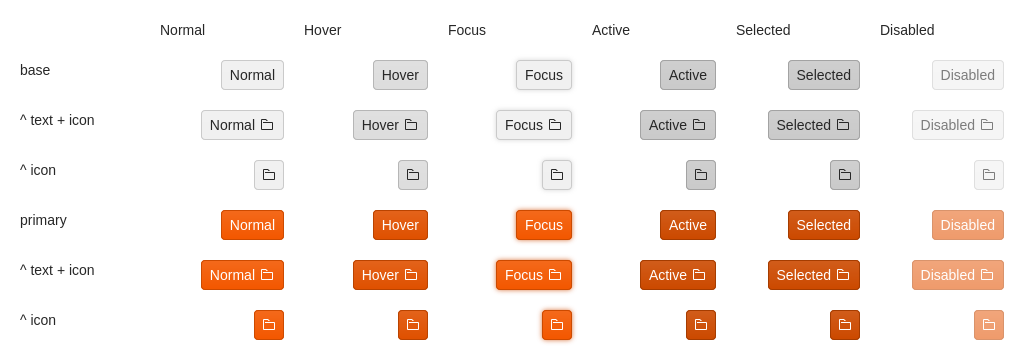 Normal Hover Focus Active Selected Disabled
base Normal Hover Focus Active Selected Disabled
^ text + icon Normal Hover Focus Active Selected Disabled
^ icon
primary Normal Hover Focus Active Selected Disabled
^ text + icon Normal Hover Focus Active Selected Disabled
^ icon